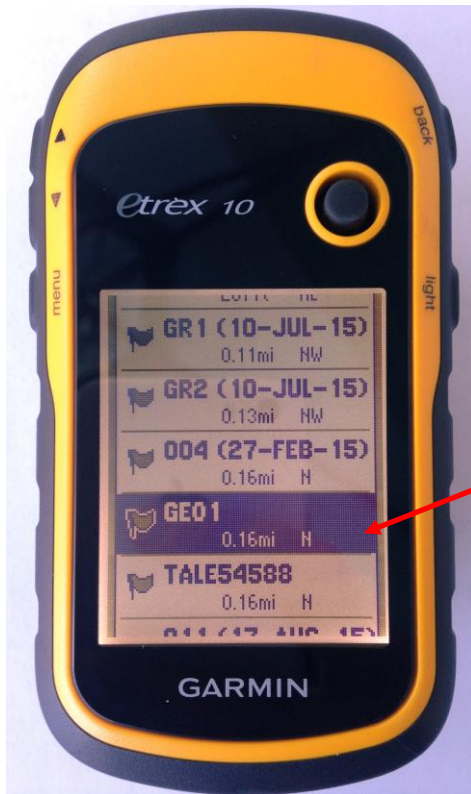 back
etrex 10
menu
light
GR1 (10-JUL-15)
0.11mi NW
GR2 (10-JUL-15)
0.13mi NW
004 (27-FEB-15)
0.16mi N
GEO1
0.16mi N
TALE54588
0.16mi N
GARMIN